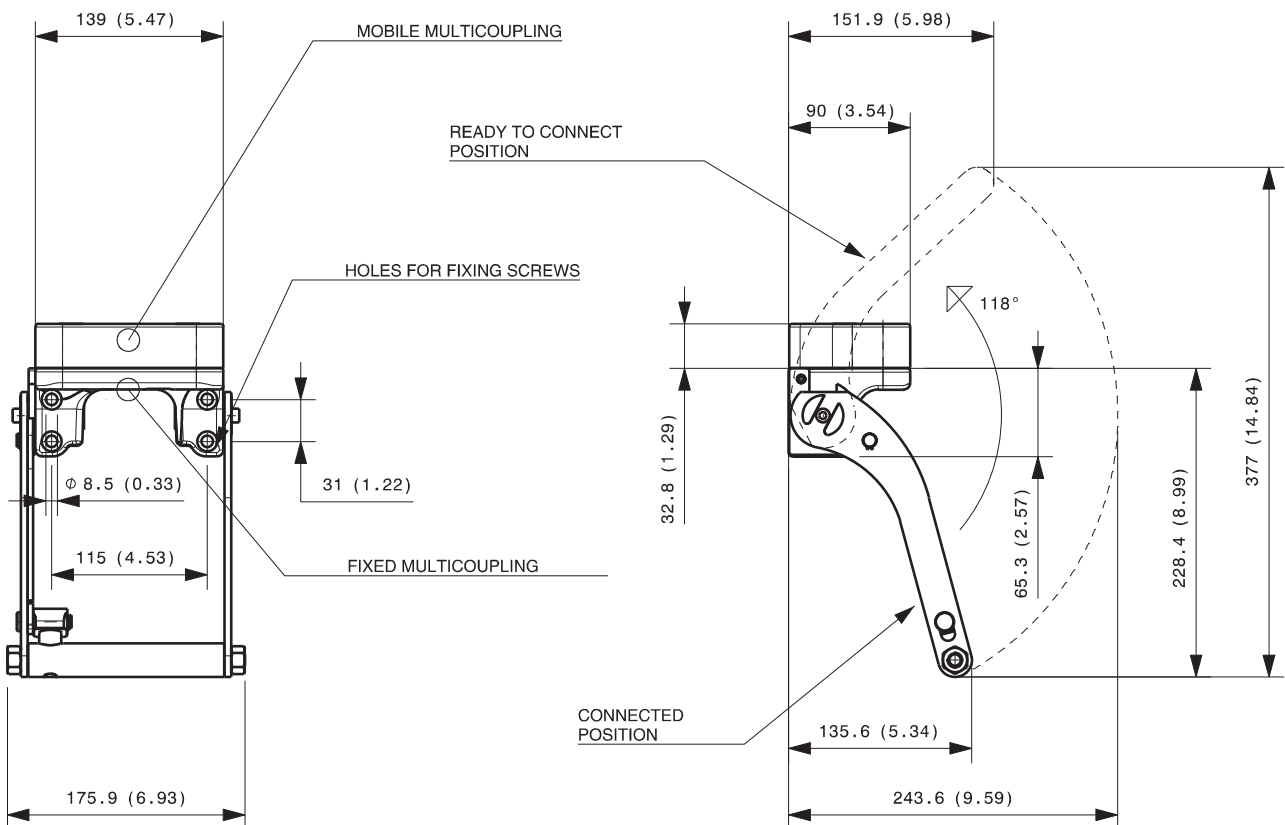 139 (5.47)
MOBILE MULTICOUPLING
151.9 (5.98)
90 (3.54)
READY TO CONNECT
POSITION
HOLES FOR FIXING SCREWS
118°
32.8 (1.29)
377 (14.84)
ϕ 8.5 (0.33)
31 (1.22)
65.3 (2.57)
228.4 (8.99)
115 (4.53)
FIXED MULTICOUPLING
CONNECTED
POSITION
135.6 (5.34)
175.9 (6.93)
243.6 (9.59)